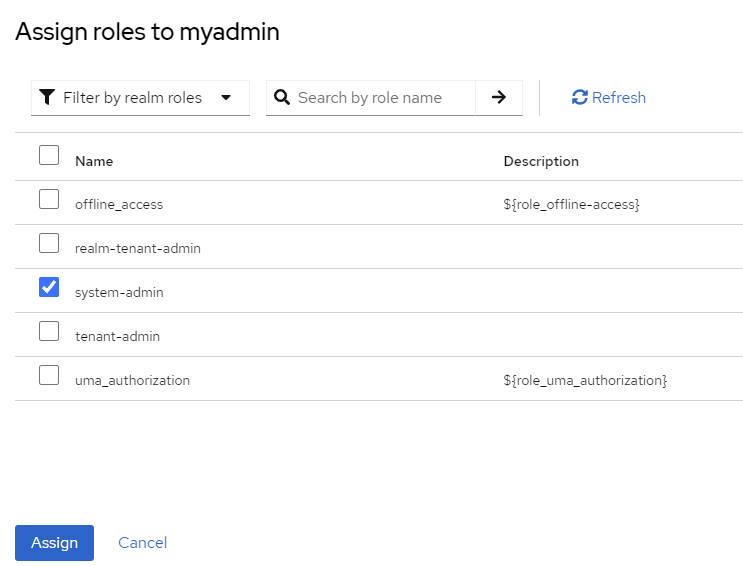 Assign roles to myadmin
Filter by realm roles Search by role name Refresh
Name Description
offline_access ${role_offline-access}
realm-tenant-admin
system-admin
tenant-admin
uma_authorization ${role_uma_authorization}
Assign Cancel